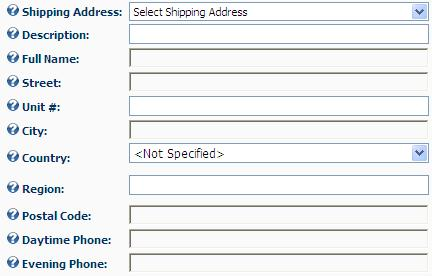 Shipping Address: Select Shipping Address
Description:
Full Name:
Street:
Unit #:
City:
Country: <Not Specified>
Region:
Postal Code:
Daytime Phone:
Evening Phone: